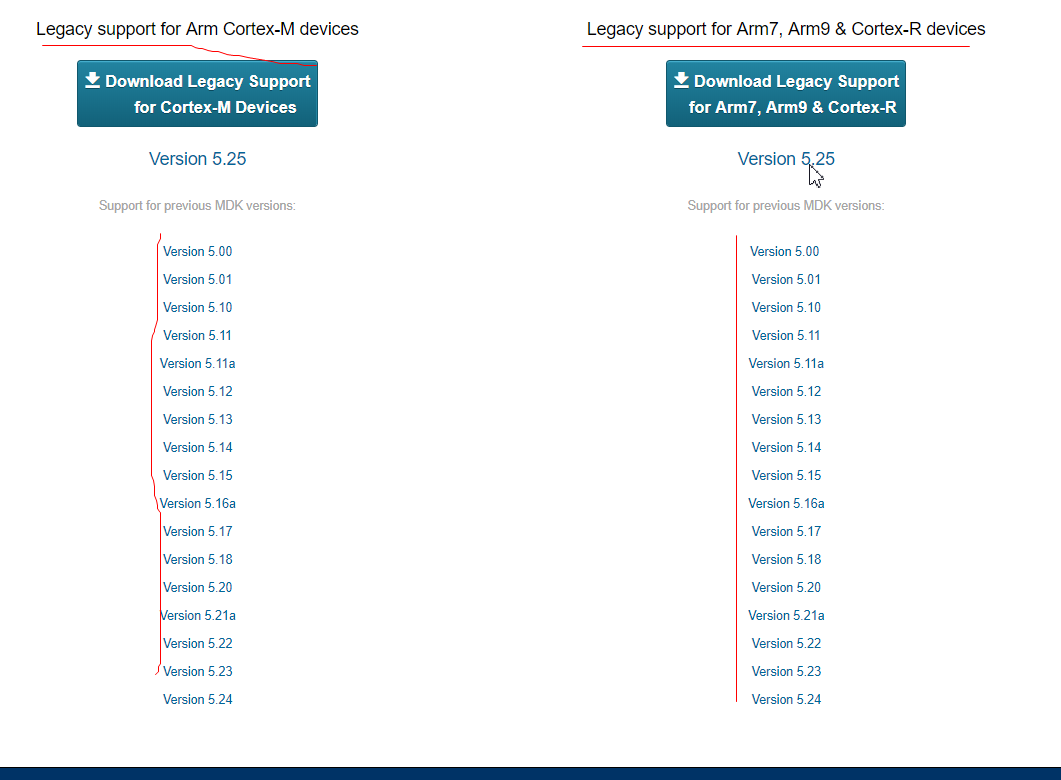 Legacy support for Arm Cortex-M devices
Download Legacy Support
for Cortex-M Devices
Version 5.25
Support for previous MDK versions:
Version 5.00
Version 5.01
Version 5.10
Version 5.11
Version 5.11a
Version 5.12
Version 5.13
Version 5.14
Version 5.15
Version 5.16a
Version 5.17
Version 5.18
Version 5.20
Version 5.21a
Version 5.22
Version 5.23
Version 5.24
Legacy support for Arm7, Arm9 & Cortex-R devices
Download Legacy Support
for Arm7, Arm9 & Cortex-R
Version 5.25
Support for previous MDK versions:
Version 5.00
Version 5.01
Version 5.10
Version 5.11
Version 5.11a
Version 5.12
Version 5.13
Version 5.14
Version 5.15
Version 5.16a
Version 5.17
Version 5.18
Version 5.20
Version 5.21a
Version 5.22
Version 5.23
Version 5.24